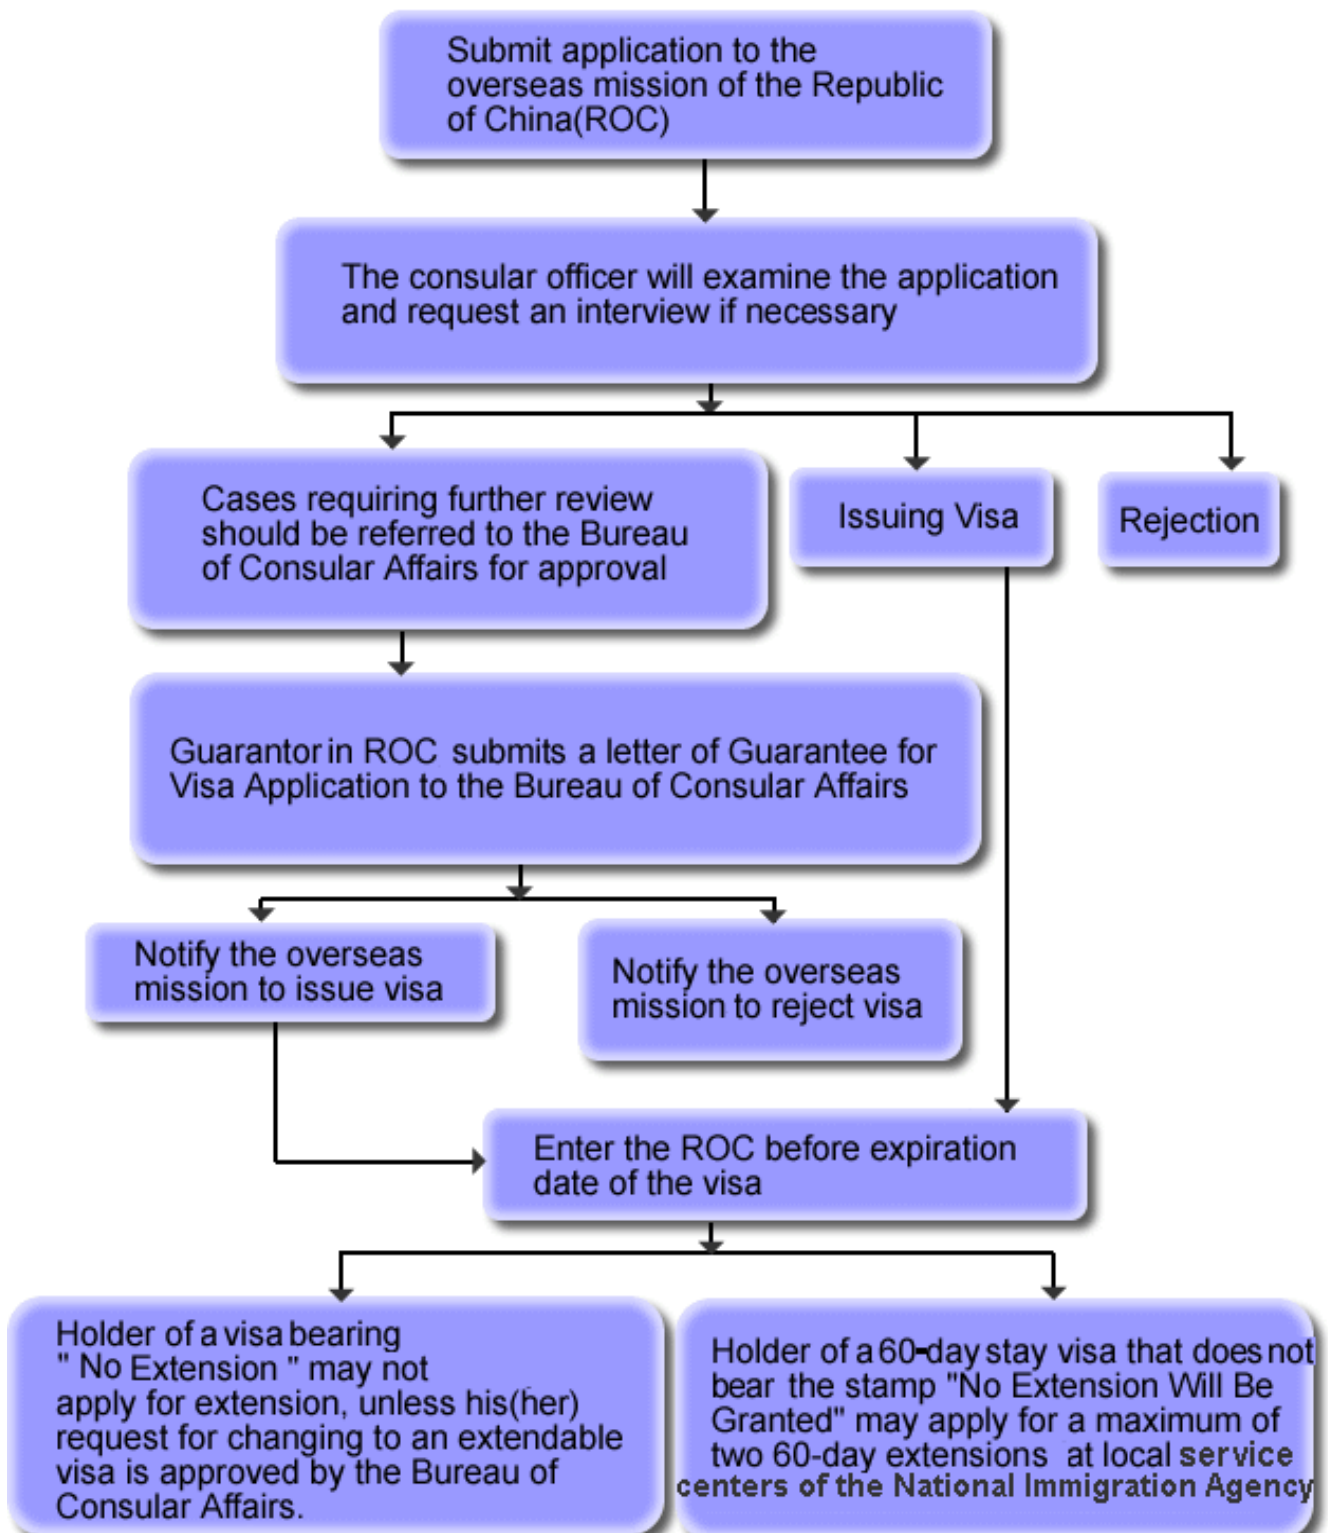 Submit application to the
overseas mission of the Republic
of China(ROC)
The consular officer will examine the application
and request an interview if necessary
Cases requiring further review
should be referred to the Bureau
of Consular Affairs for approval
Issuing Visa
Rejection
Guarantor in ROC submits a letter of Guarantee for
Visa Application to the Bureau of Consular Affairs
Notify the overseas
mission to issue visa
Notify the overseas
mission to reject visa
Enter the ROC before expiration
date of the visa
Holder of a visa bearing
" No Extension " may not
apply for extension, unless his(her)
request for changing to an extendable
visa is approved by the Bureau of
Consular Affairs.
Holder of a 60-day stay visa that does not
bear the stamp "No Extension Will Be
Granted" may apply for a maximum of
two 60-day extensions at local service
centers of the National Immigration Agency